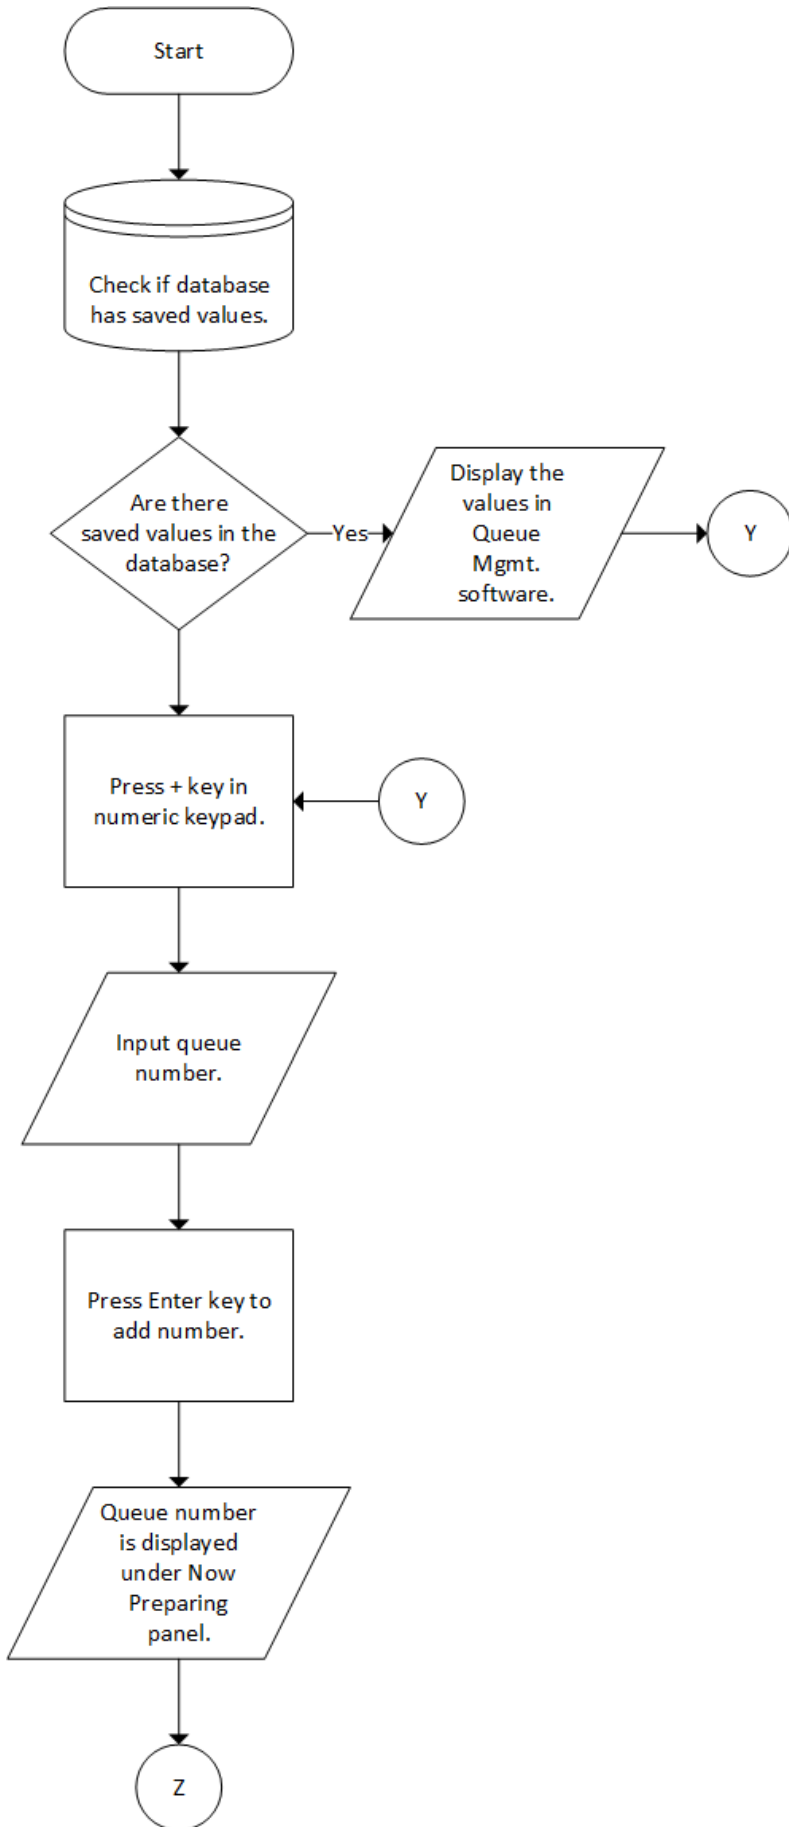 Start
Check if database
has saved values.
Are there
saved values in the
database?
Yes
Display the
values in
Queue
Mgmt.
software.
Y
Press + key in
numeric keypad.
Y
Input queue
number.
Press Enter key to
add number.
Queue number
is displayed
under Now
Preparing
panel.
Z